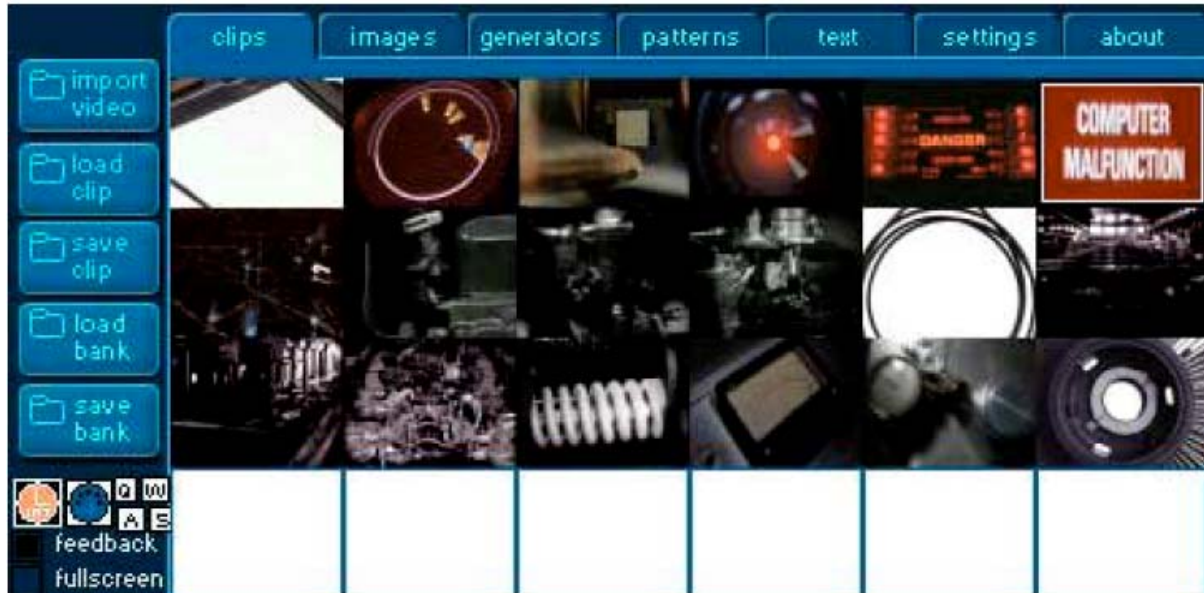 clips images generators patterns text settings about
import
video
load
clip
save
clip
load
bank
save
bank
DANGER
COMPUTER
MALFUNCTION
Q W
A S
feedback
fullscreen